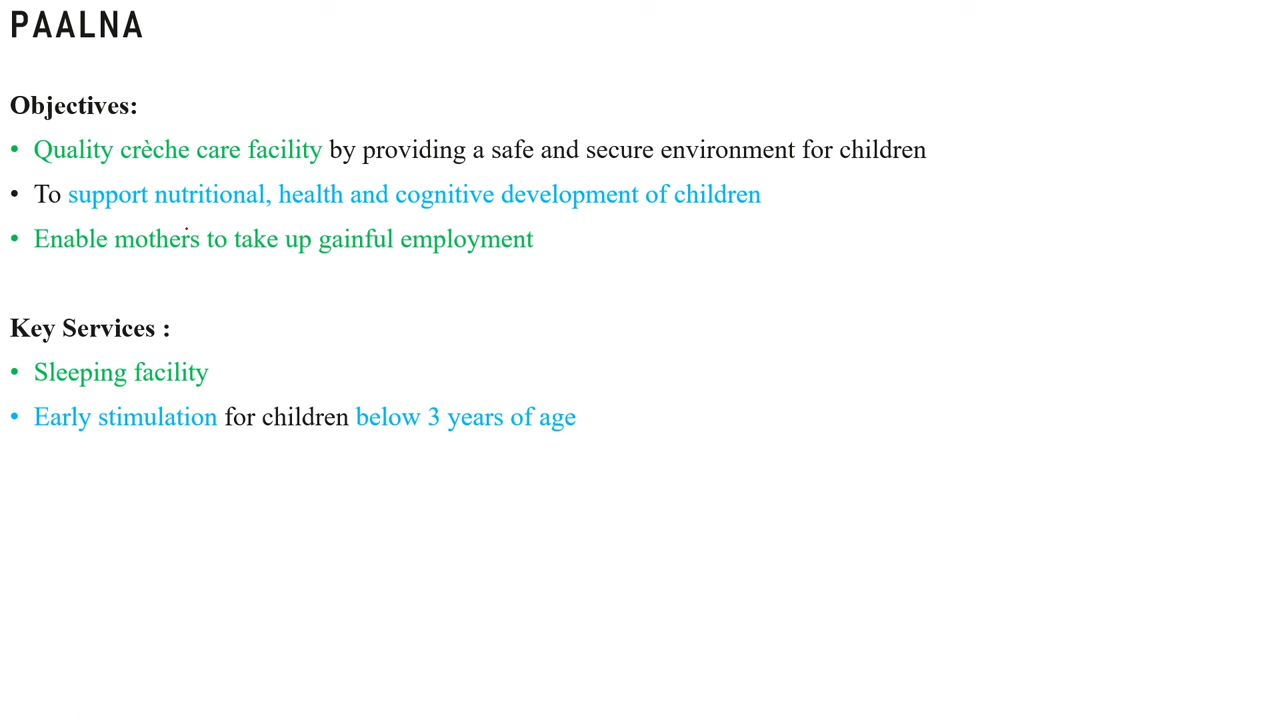 PAALNA
Objectives:
• Quality crèche care facility by providing a safe and secure environment for children
• To support nutritional, health and cognitive development of children
• Enable mothers to take up gainful employment
Key Services :
• Sleeping facility
• Early stimulation for children below 3 years of age